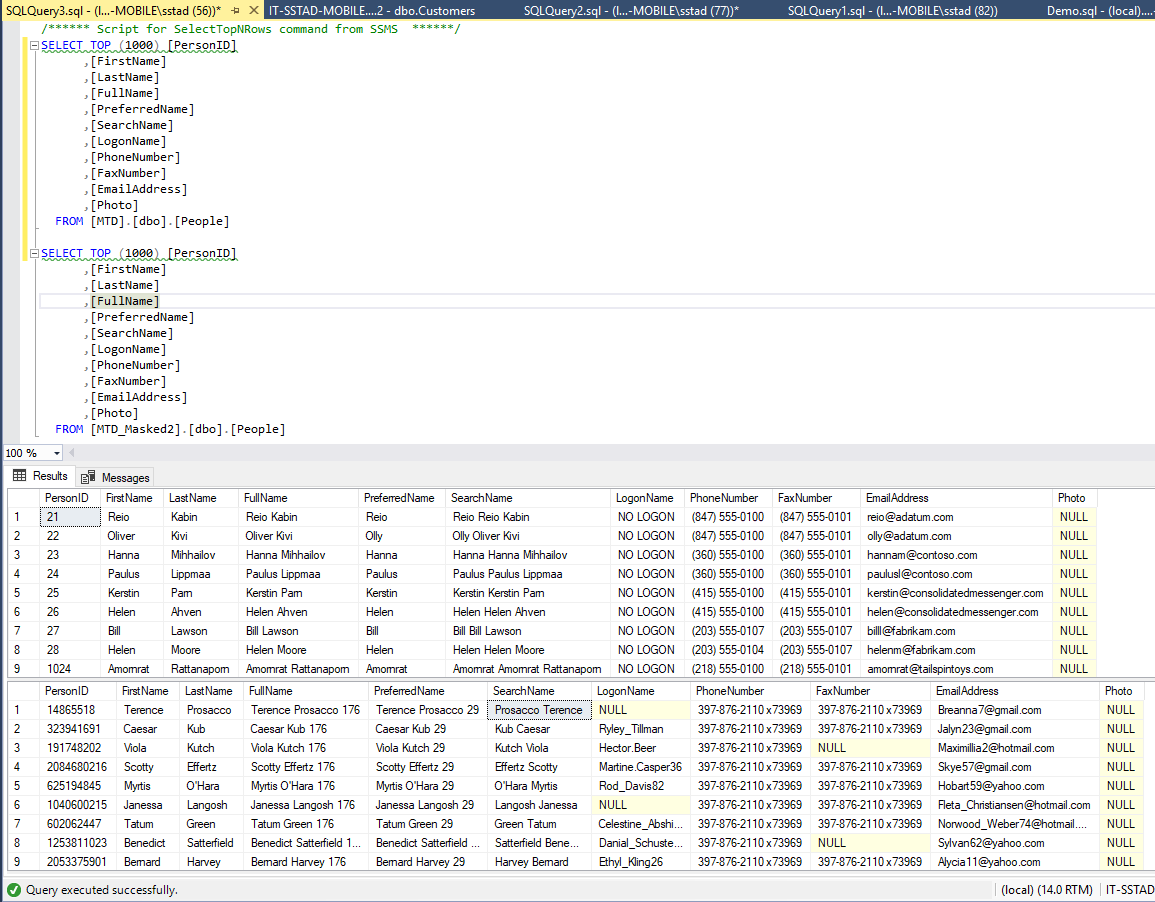 SQLQuery3.sql - (l...-MOBILE\sstad (56))* IT-SSTAD-MOBILE....2 - dbo.Customers SQLQuery2.sql - (l...-MOBILE\sstad (77))* SQLQuery1.sql - (l...-MOBILE\sstad (82)) Demo.sql - (local)....
/****** Script for SelectTopNRows command from SSMS ******/
SELECT TOP (1000) [PersonID]
,[FirstName]
,[LastName]
,[FullName]
,[PreferredName]
,[SearchName]
,[LogonName]
,[PhoneNumber]
,[FaxNumber]
,[EmailAddress]
,[Photo]
FROM [MTD].[dbo].[People]
SELECT TOP (1000) [PersonID]
,[FirstName]
,[LastName]
,[FullName]
,[PreferredName]
,[SearchName]
,[LogonName]
,[PhoneNumber]
,[FaxNumber]
,[EmailAddress]
,[Photo]
FROM [MTD_Masked2].[dbo].[People]
100 %
Results Messages
PersonID FirstName LastName FullName PreferredName SearchName LogonName PhoneNumber FaxNumber EmailAddress Photo
1 21 Reio Kabin Reio Kabin Reio Reio Reio Kabin NO LOGON (847) 555-0100 (847) 555-0101 reio@adatum.com NULL
2 22 Oliver Kivi Oliver Kivi Olly Olly Oliver Kivi NO LOGON (847) 555-0100 (847) 555-0101 olly@adatum.com NULL
3 23 Hanna Mihhailov Hanna Mihhailov Hanna Hanna Hanna Mihhailov NO LOGON (360) 555-0100 (360) 555-0101 hannam@contoso.com NULL
4 24 Paulus Lippmaa Paulus Lippmaa Paulus Paulus Paulus Lippmaa NO LOGON (360) 555-0100 (360) 555-0101 paulusl@contoso.com NULL
5 25 Kerstin Parn Kerstin Parn Kerstin Kerstin Kerstin Parn NO LOGON (415) 555-0100 (415) 555-0101 kerstin@consolidatedmessenger.com NULL
6 26 Helen Ahven Helen Ahven Helen Helen Helen Ahven NO LOGON (415) 555-0100 (415) 555-0101 helen@consolidatedmessenger.com NULL
7 27 Bill Lawson Bill Lawson Bill Bill Bill Lawson NO LOGON (203) 555-0107 (203) 555-0107 billl@fabrikam.com NULL
8 28 Helen Moore Helen Moore Helen Helen Helen Moore NO LOGON (203) 555-0104 (203) 555-0107 helenm@fabrikam.com NULL
9 1024 Amornrat Rattanaporn Amornrat Rattanaporn Amornrat Amornrat Amornrat Rattanaporn NO LOGON (218) 555-0100 (218) 555-0101 amornrat@tailspintoys.com NULL
PersonID FirstName LastName FullName PreferredName SearchName LogonName PhoneNumber FaxNumber EmailAddress Photo
1 14865518 Terence Prosacco Terence Prosacco 176 Terence Prosacco 29 Prosacco Terence NULL 397-876-2110 x73969 397-876-2110 x73969 Breanna7@gmail.com NULL
2 323941691 Caesar Kub Caesar Kub 176 Caesar Kub 29 Kub Caesar Ryley_Tillman 397-876-2110 x73969 397-876-2110 x73969 Jalyn23@gmail.com NULL
3 191748202 Viola Kutch Viola Kutch 176 Viola Kutch 29 Kutch Viola Hector.Beer 397-876-2110 x73969 NULL Maximillia2@hotmail.com NULL
4 2084680216 Scotty Effertz Scotty Effertz 176 Scotty Effertz 29 Effertz Scotty Martine.Casper36 397-876-2110 x73969 397-876-2110 x73969 Skye57@gmail.com NULL
5 625194845 Myrtis O'Hara Myrtis O'Hara 176 Myrtis O'Hara 29 O'Hara Myrtis Rod_Davis82 397-876-2110 x73969 397-876-2110 x73969 Hobart59@yahoo.com NULL
6 1040600215 Janessa Langosh Janessa Langosh 176 Janessa Langosh 29 Langosh Janessa NULL 397-876-2110 x73969 397-876-2110 x73969 Fleta_Christiansen@hotmail.com NULL
7 602062447 Tatum Green Tatum Green 176 Tatum Green 29 Green Tatum Celestine_Abshi... 397-876-2110 x73969 397-876-2110 x73969 Norwood_Weber74@hotmail.... NULL
8 1253811023 Benedict Satterfield Benedict Satterfield 1... Benedict Satterfield ... Satterfield Bene... Danial_Schuste... 397-876-2110 x73969 NULL Sylvan62@yahoo.com NULL
9 2053375901 Bernard Harvey Bernard Harvey 176 Bernard Harvey 29 Harvey Bernard Ethyl_Kling26 397-876-2110 x73969 397-876-2110 x73969 Alycia11@yahoo.com NULL
Query executed successfully. (local) (14.0 RTM) IT-SSTAD